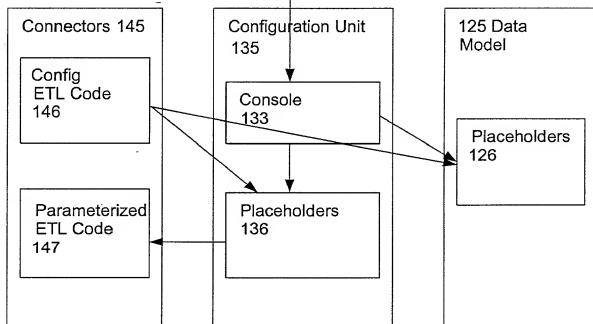 Connectors 145
Config
ETL Code
146
Parameterized
ETL Code
147
Configuration Unit
135
Console
133
Placeholders
136
125 Data
Model
Placeholders
126